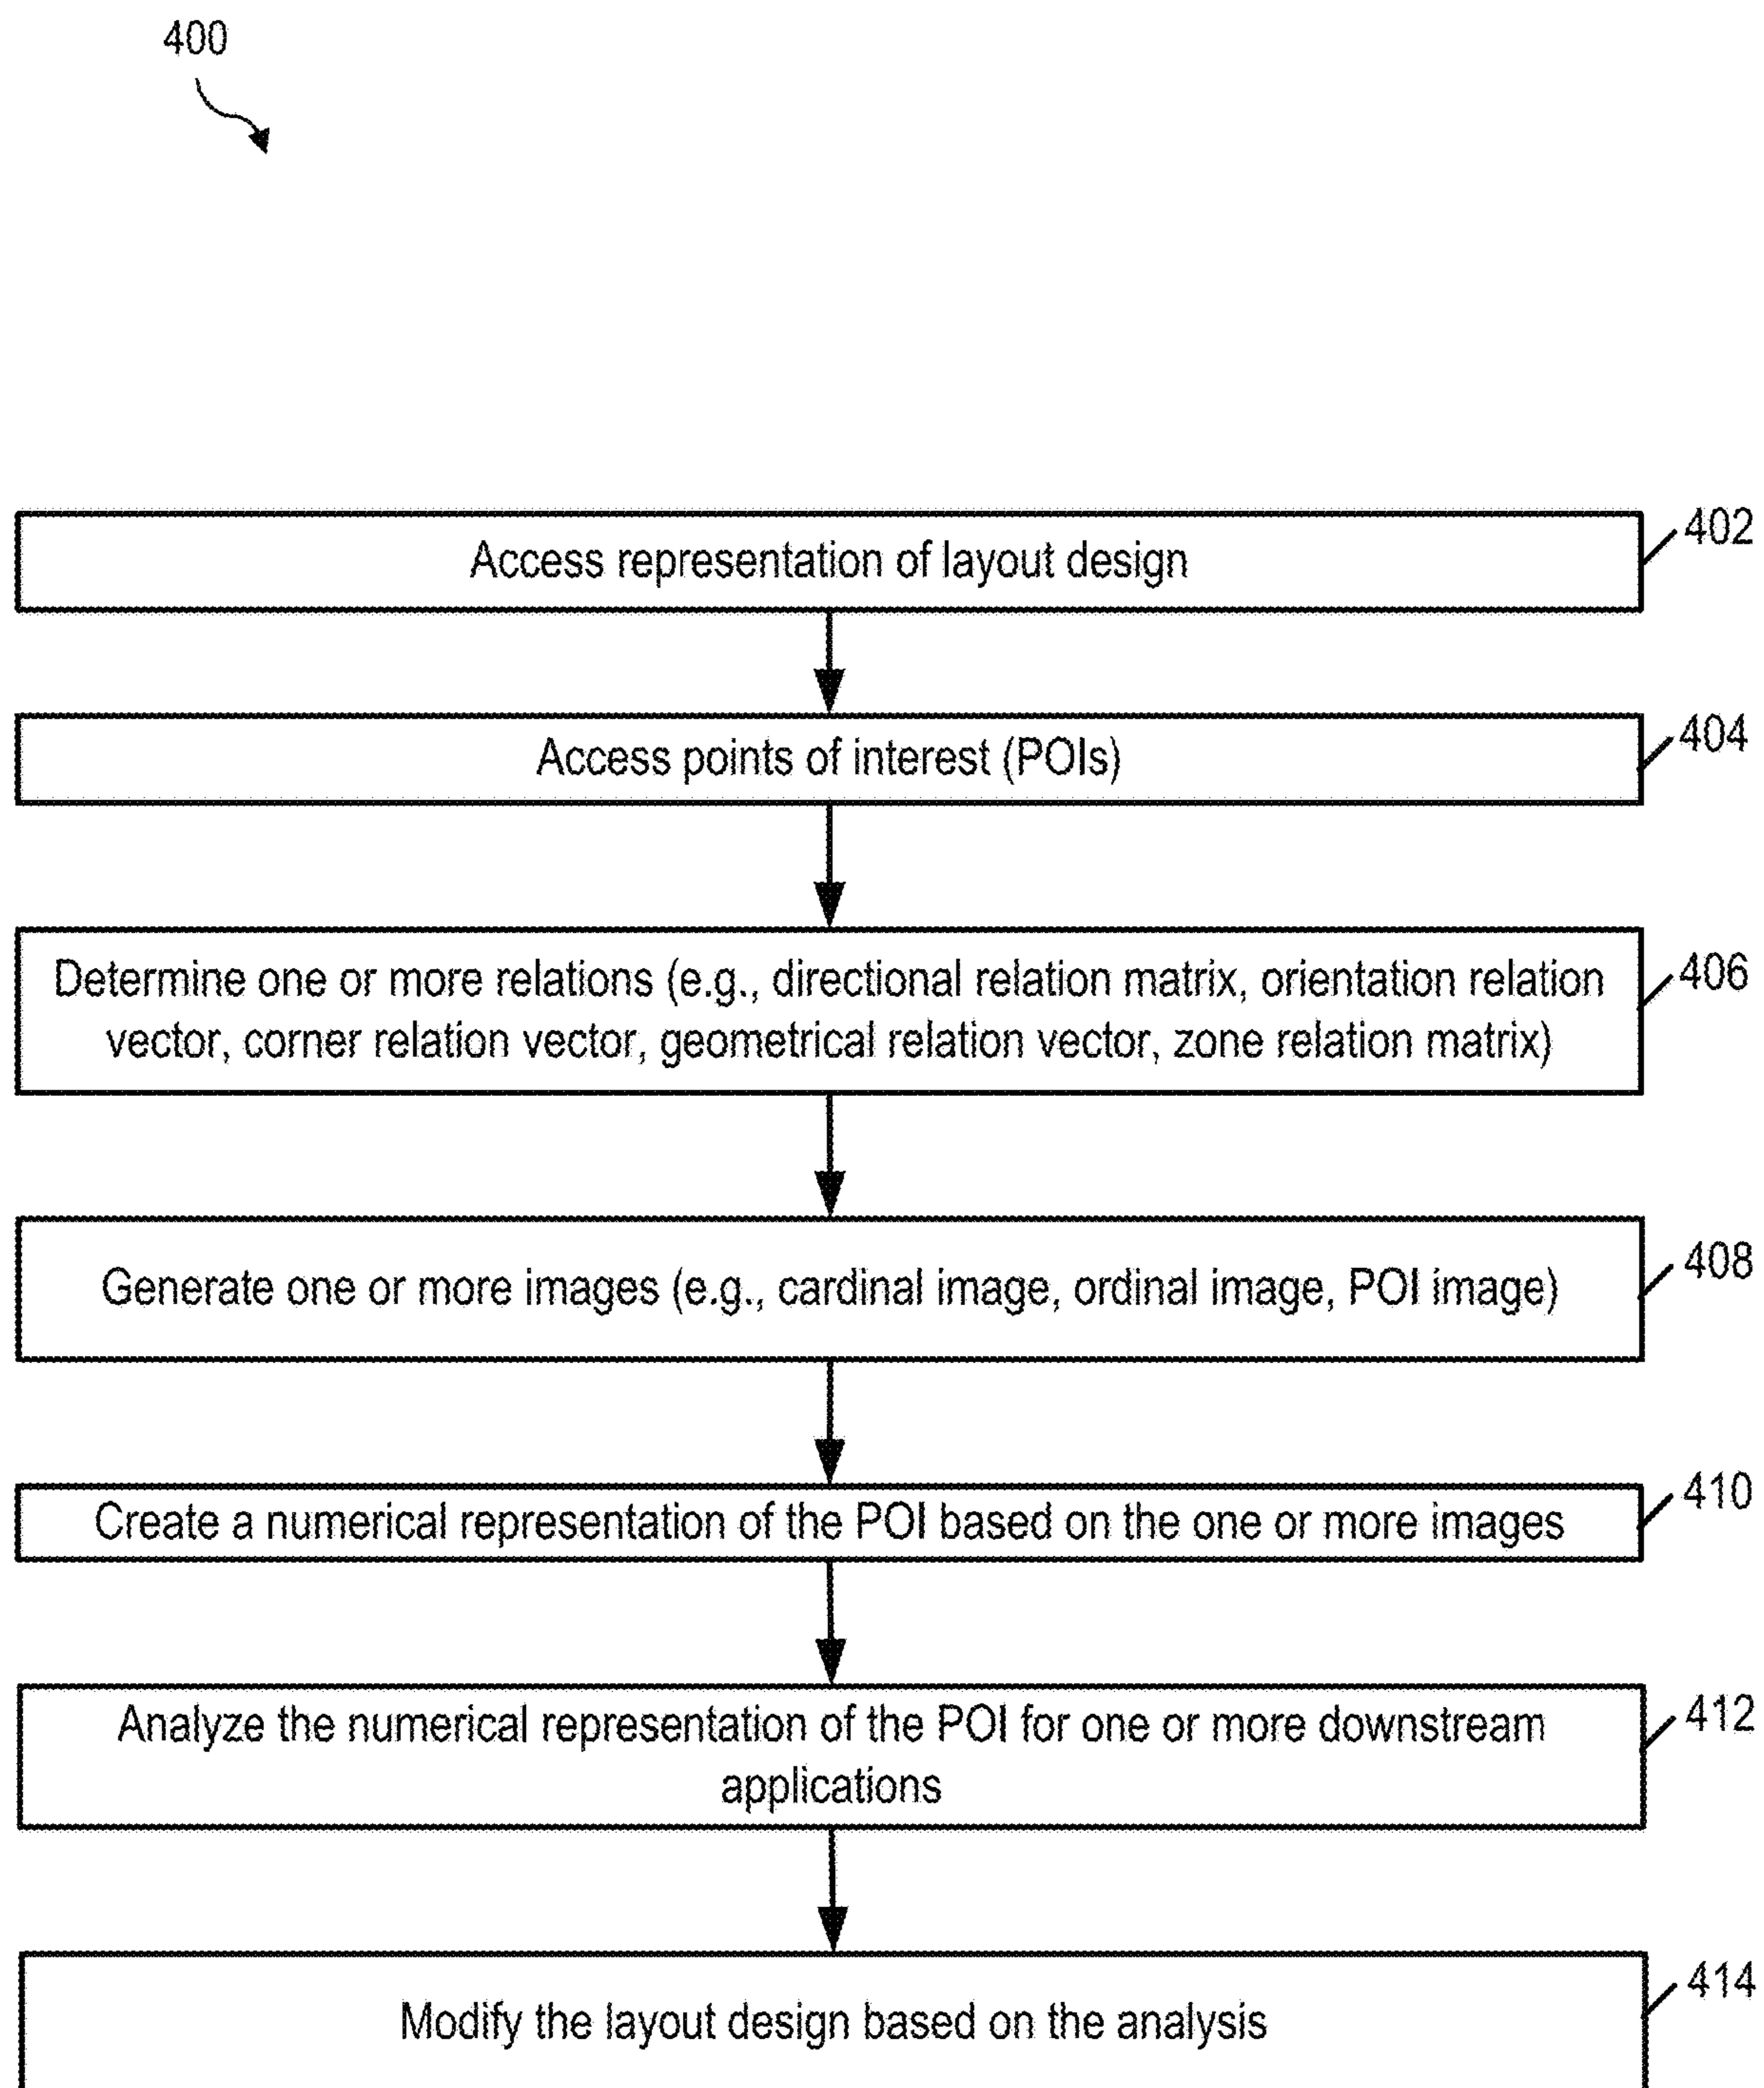 400
Access representation of layout design
402
Access points of interest (POIs)
404
Determine one or more relations (e.g., directional relation matrix, orientation relation
vector, corner relation vector, geometrical relation vector, zone relation matrix)
406
Generate one or more images (e.g., cardinal image, ordinal image, POI image)
408
Create a numerical representation of the POI based on the one or more images
410
Analyze the numerical representation of the POI for one or more downstream
applications
412
Modify the layout design based on the analysis
414